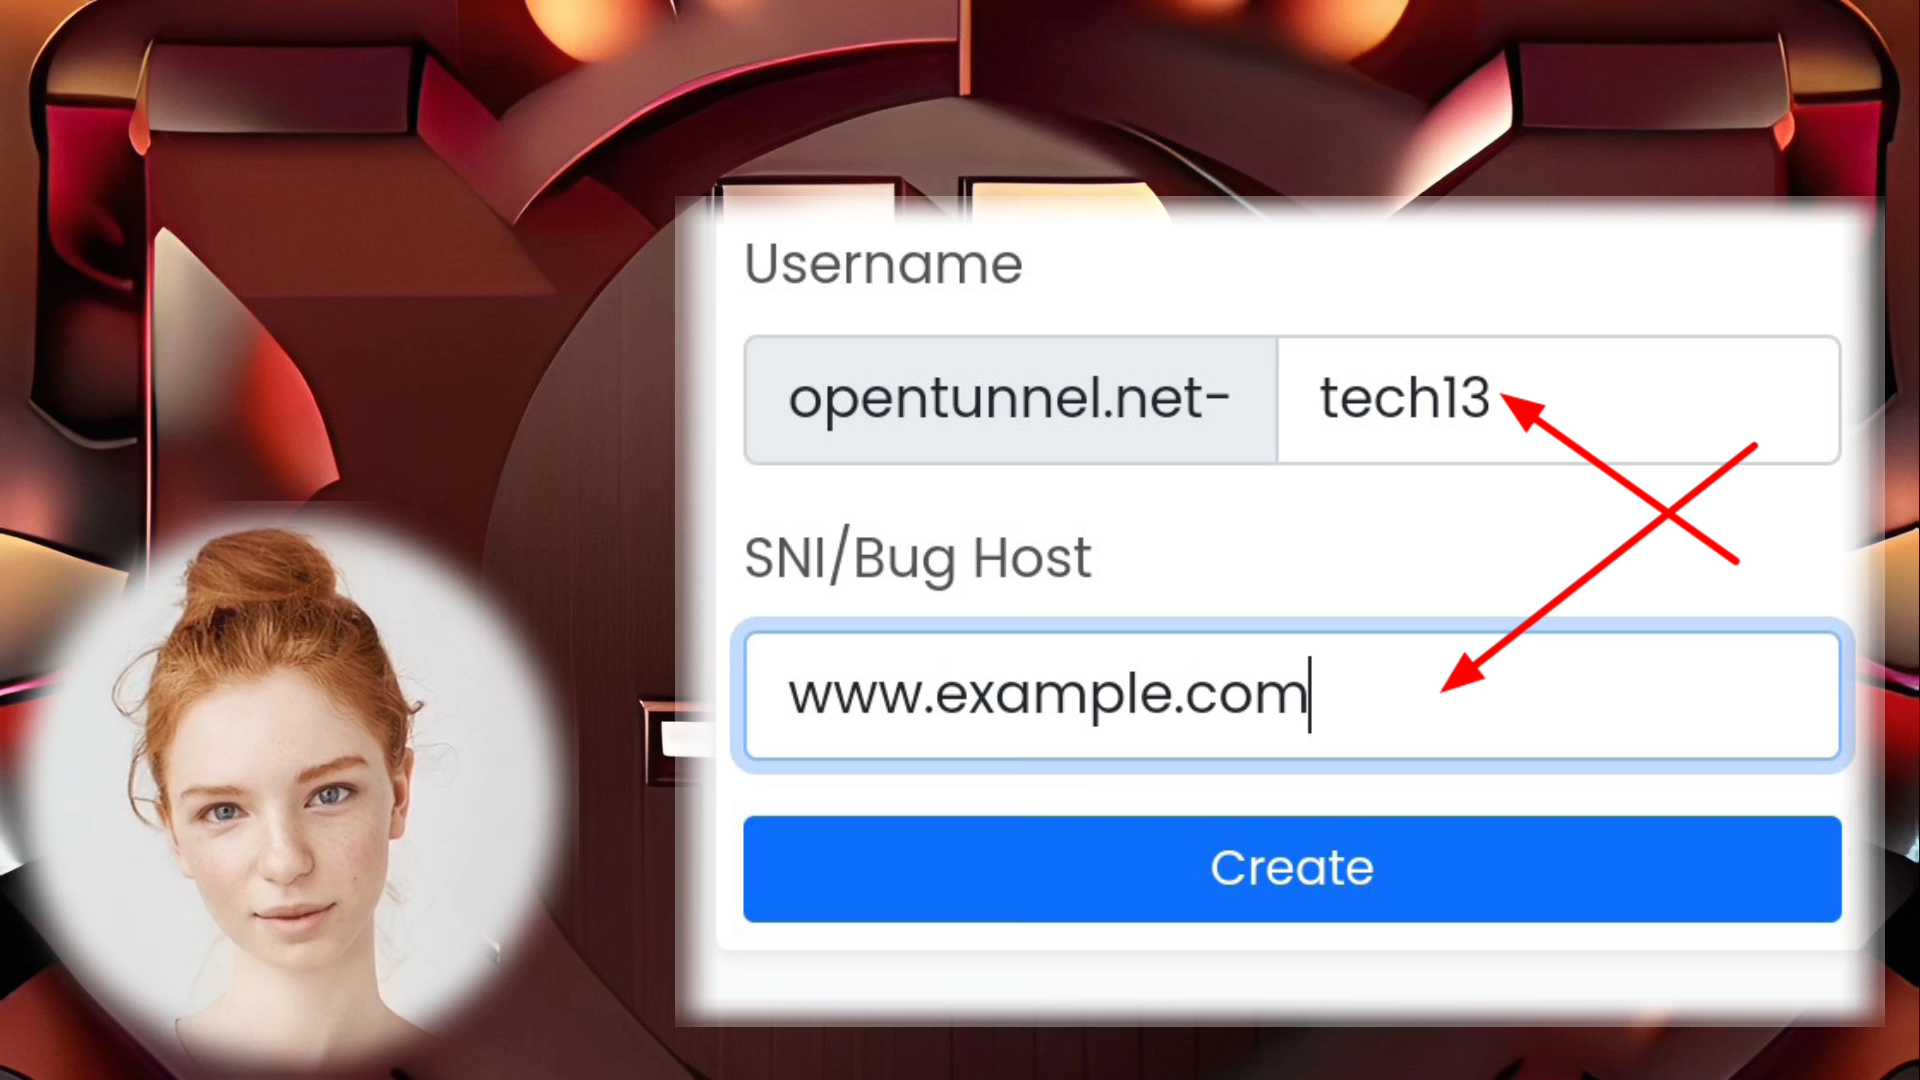 Username
opentunnel.net- tech13
SNI/Bug Host
www.example.com
Create